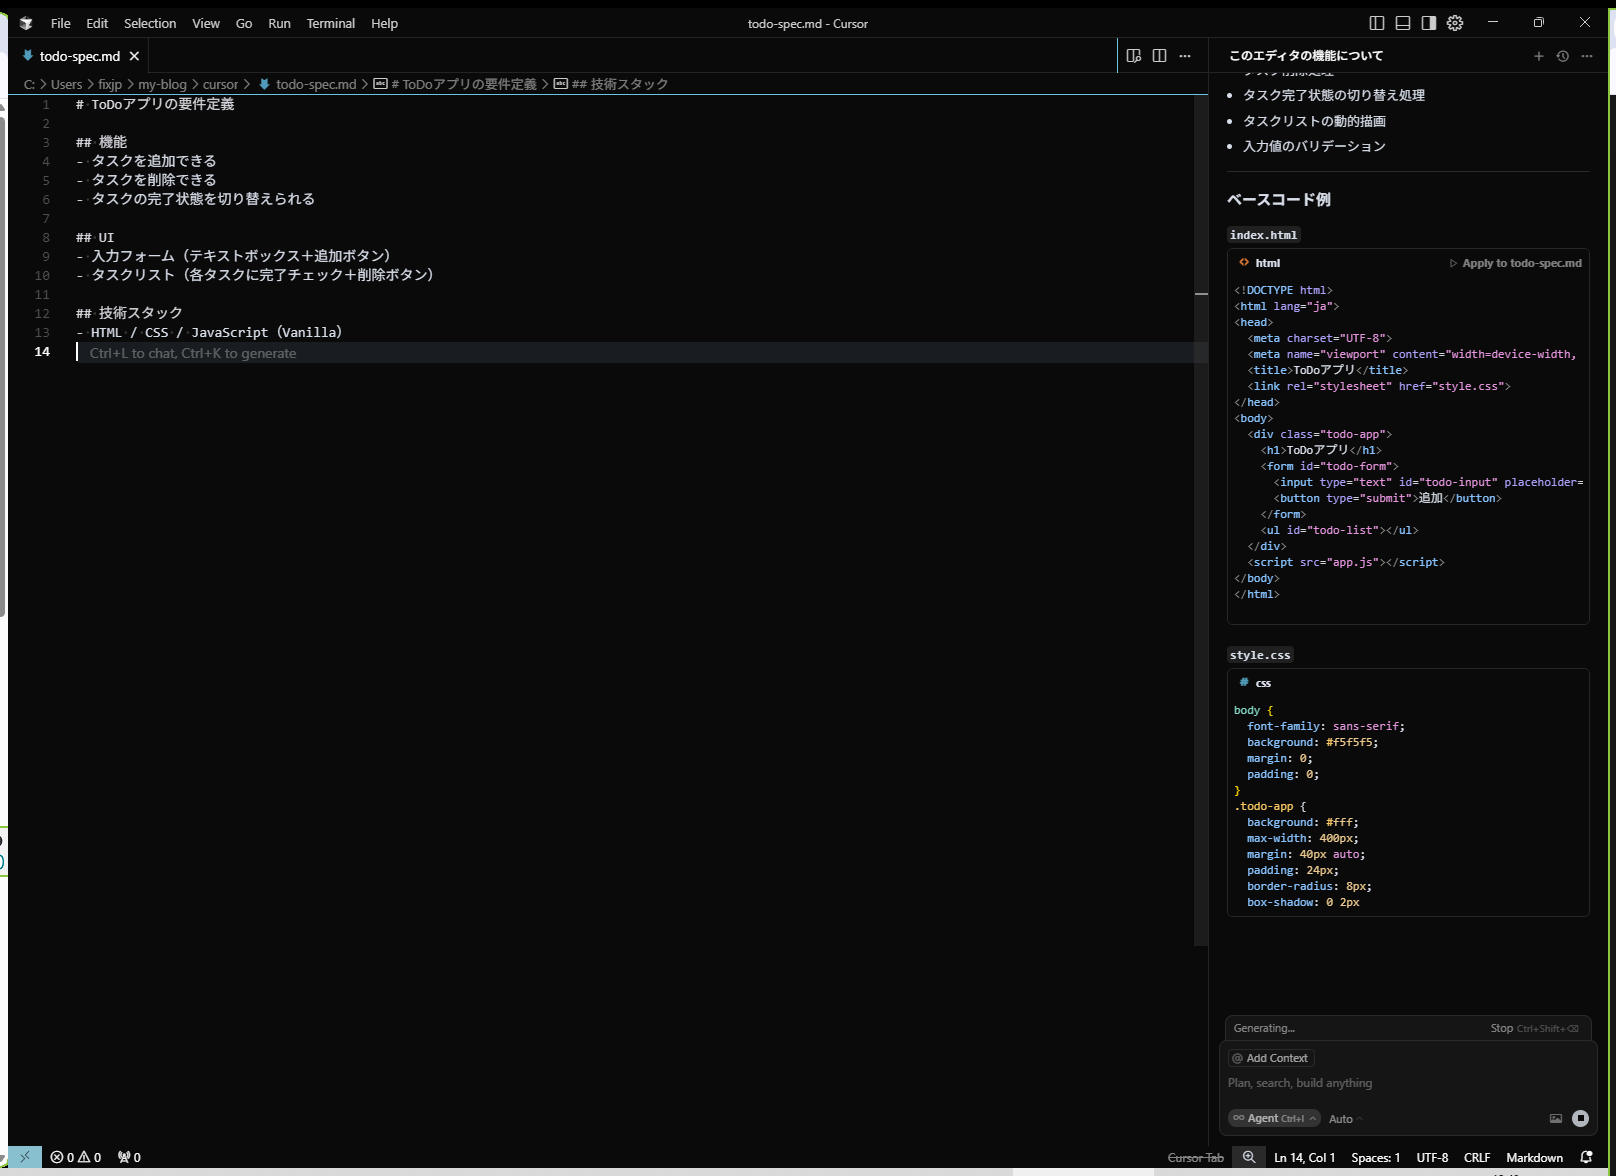 File Edit Selection View Go Run Terminal Help
todo-spec.md - Cursor
todo-spec.md
C: > Users > fixjp > my-blog > cursor > todo-spec.md > # ToDoアプリの要件定義 > ## 技術スタック
1 # ToDoアプリの要件定義
2
3 ## 機能
4 - タスクを追加できる
5 - タスクを削除できる
6 - タスクの完了状態を切り替えられる
7
8 ## UI
9 - 入力フォーム（テキストボックス＋追加ボタン）
10 - タスクリスト（各タスクに完了チェック＋削除ボタン）
11
12 ## 技術スタック
13 - HTML / CSS / JavaScript（Vanilla）
14 Ctrl+L to chat, Ctrl+K to generate
このエディタの機能について
タスク削除処理
• タスク完了状態の切り替え処理
• タスクリストの動的描画
• 入力値のバリデーション
ベースコード例
index.html
html
Apply to todo-spec.md
<!DOCTYPE html>
<html lang="ja">
<head>
<meta charset="UTF-8">
<meta name="viewport" content="width=device-width,
<title>ToDoアプリ</title>
<link rel="stylesheet" href="style.css">
</head>
<body>
<div class="todo-app">
<h1>ToDoアプリ</h1>
<form id="todo-form">
<input type="text" id="todo-input" placeholder=
<button type="submit">追加</button>
</form>
<ul id="todo-list"></ul>
</div>
<script src="app.js"></script>
</body>
</html>
style.css
# css
body {
font-family: sans-serif;
background: #f5f5f5;
margin: 0;
padding: 0;
}
.todo-app {
background: #fff;
max-width: 400px;
margin: 40px auto;
padding: 24px;
border-radius: 8px;
box-shadow: 0 2px
Generating...
Stop Ctrl+Shift+⌫
@ Add Context
Plan, search, build anything
∞ Agent Ctrl+I
Auto
0 0 0
Cursor Tab
Ln 14, Col 1
Spaces: 1
UTF-8
CRLF
Markdown